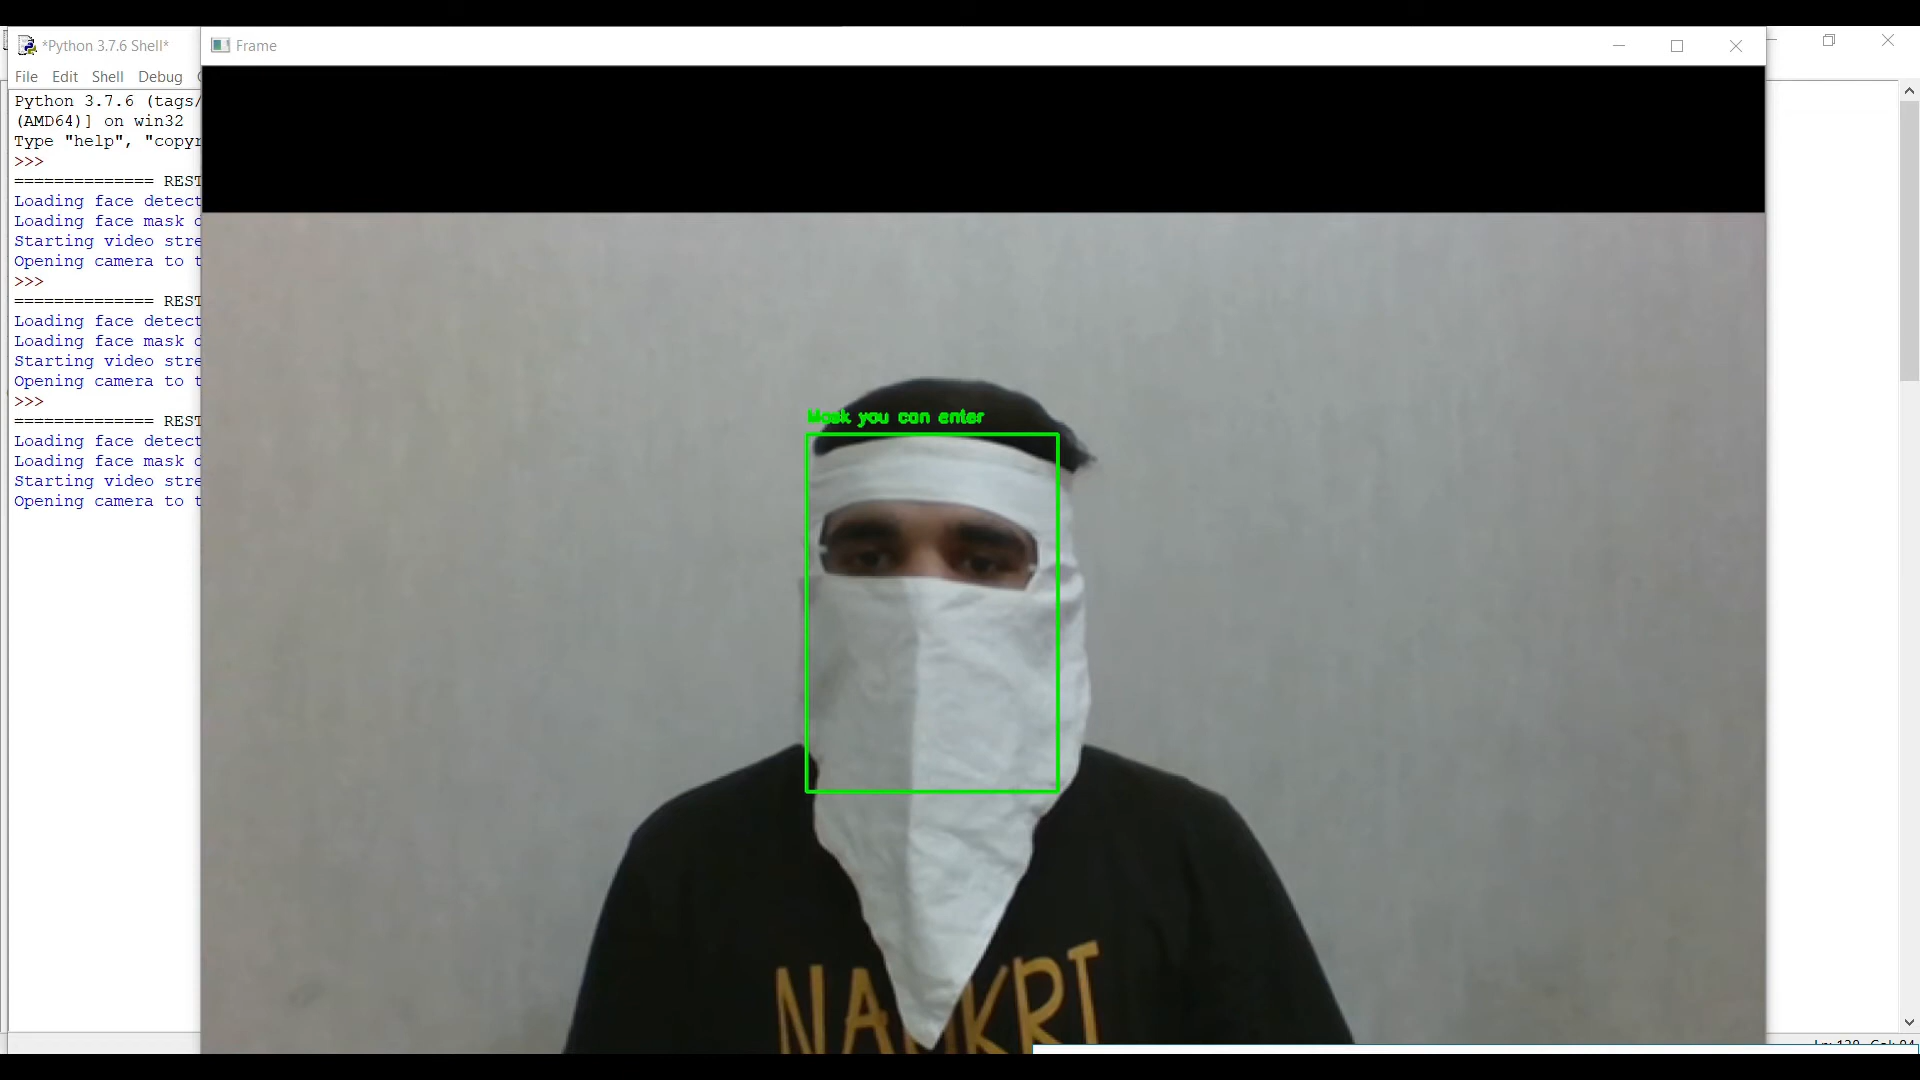 *Python 3.7.6 Shell*
Frame
File Edit Shell Debug
Python 3.7.6 (tags/
(AMD64)] on win32
Type "help", "copyr
>>>
============== REST
Loading face detect
Loading face mask d
Starting video stre
Opening camera to t
>>>
============== REST
Loading face detect
Loading face mask d
Starting video stre
Opening camera to t
>>>
============== REST
Loading face detect
Loading face mask d
Starting video stre
Opening camera to t
Mask you can enter